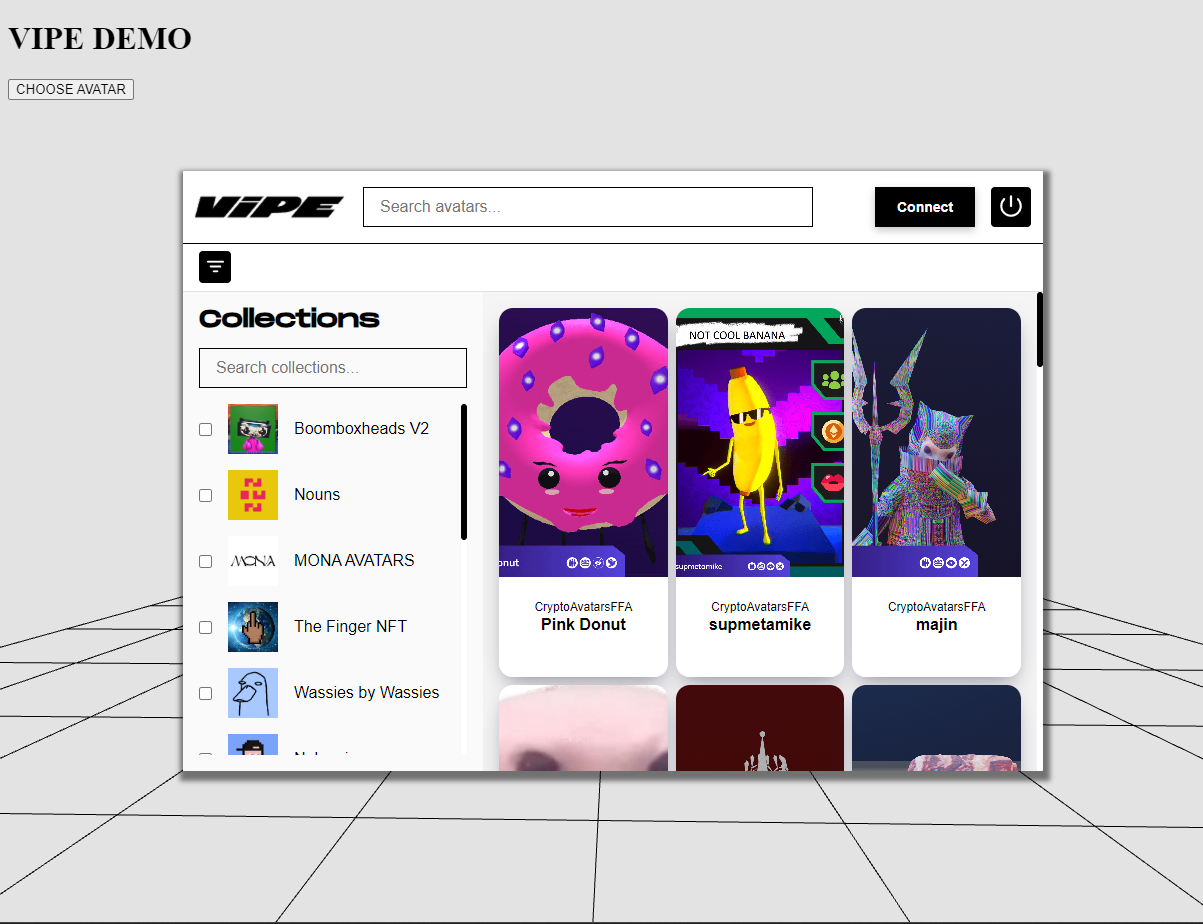 VIPE DEMO
CHOOSE AVATAR
ViPE
Search avatars...
Connect
Collections
Search collections...
Boomboxheads V2
Nouns
MONA
MONA AVATARS
The Finger NFT
Wassies by Wassies
onut
CryptoAvatarsFFA
Pink Donut
NOT COOL BANANA
supmetamike
CryptoAvatarsFFA
supmetamike
CryptoAvatarsFFA
majin